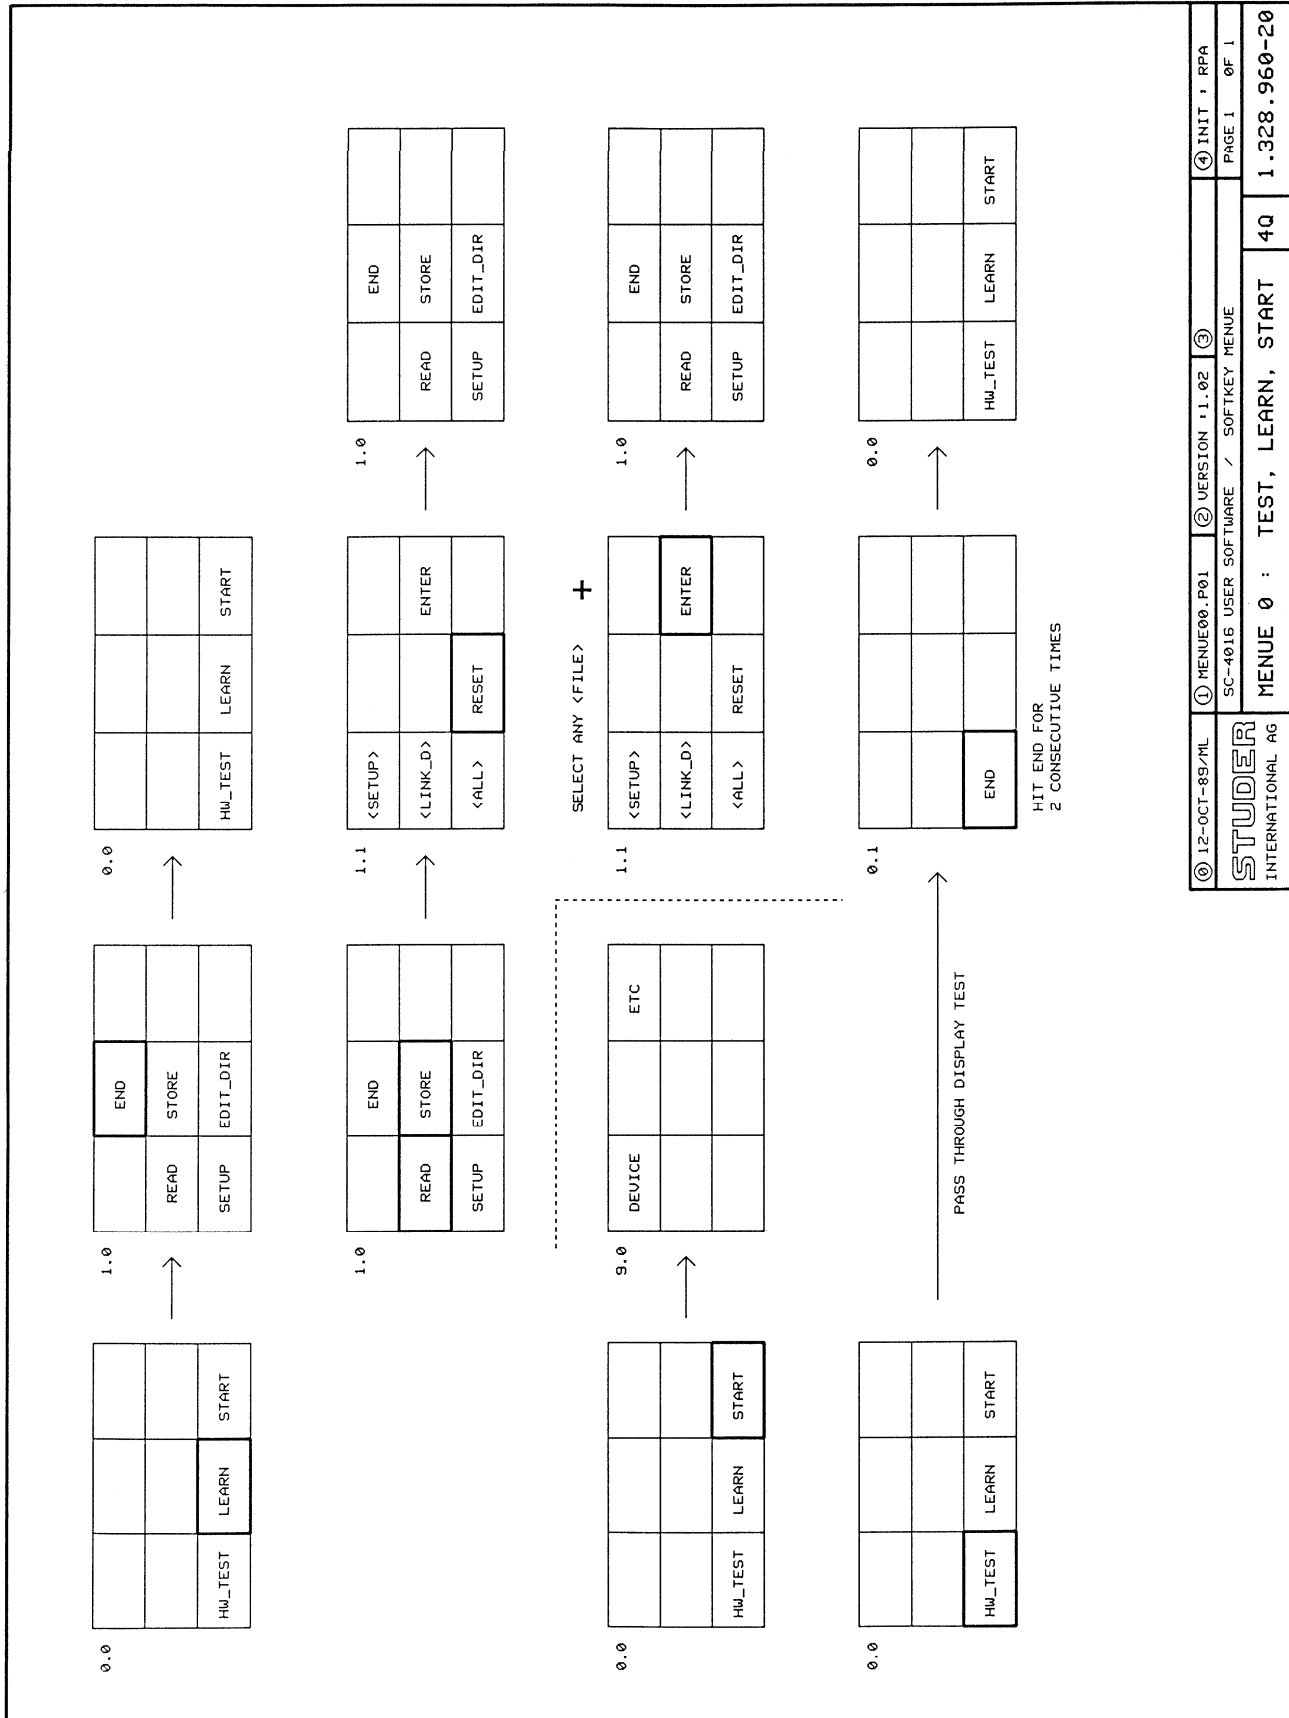 0.0
HW_TEST LEARN START
1.0
END
READ STORE
SETUP EDIT_DIR
0.0
HW_TEST LEARN START
1.0
END
READ STORE
SETUP EDIT_DIR
1.1
<SETUP>
<LINK_D> ENTER
<ALL> RESET
1.0
END
READ STORE
SETUP EDIT_DIR
0.0
HW_TEST LEARN START
9.0
DEVICE ETC
SELECT ANY <FILE> +
1.1
<SETUP>
<LINK_D> ENTER
<ALL> RESET
1.0
END
READ STORE
SETUP EDIT_DIR
0.0
HW_TEST LEARN START
PASS THROUGH DISPLAY TEST
0.1
END
HIT END FOR
2 CONSECUTIVE TIMES
0.0
HW_TEST LEARN START
⓪ 12-OCT-89/ML ① MENUE00.P01 ② VERSION :1.02 ③ ④ INIT : RPA
STUDER
INTERNATIONAL AG
SC-4016 USER SOFTWARE / SOFTKEY MENUE PAGE 1 OF 1
MENUE 0 : TEST, LEARN, START 4Q 1.328.960-20